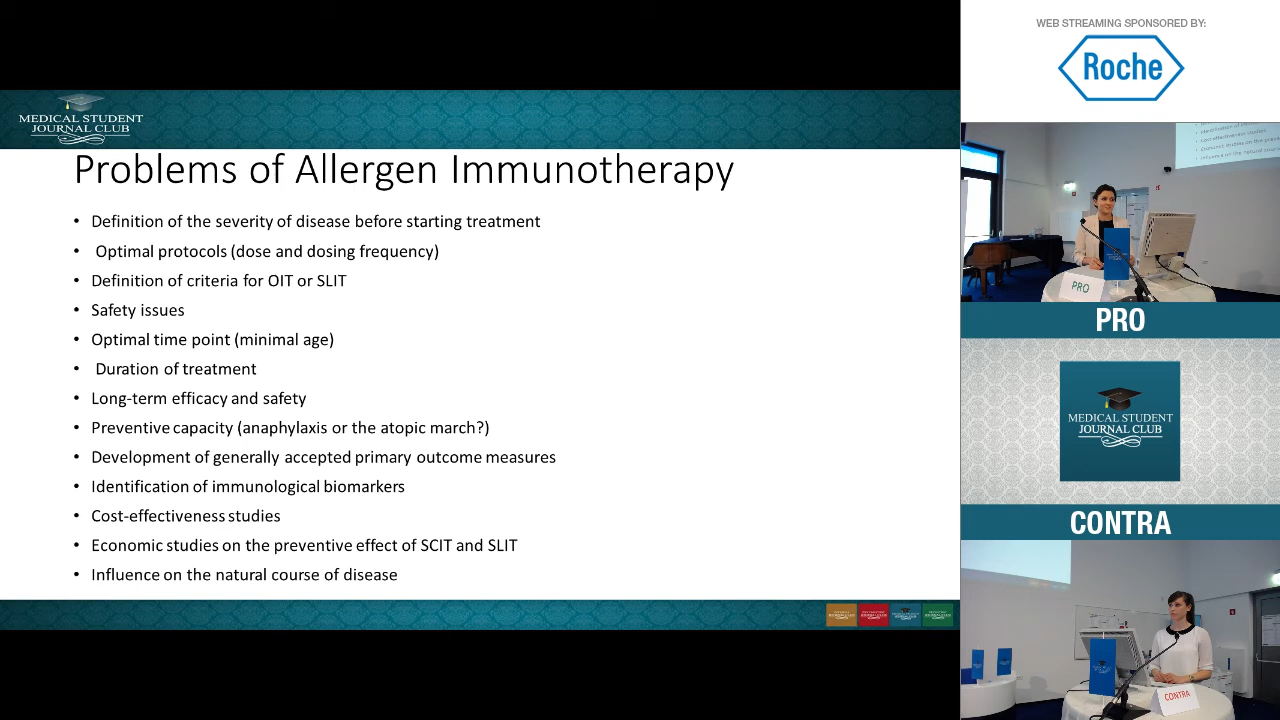 MEDICAL STUDENT
JOURNAL CLUB
Problems of Allergen Immunotherapy
• Definition of the severity of disease before starting treatment
• Optimal protocols (dose and dosing frequency)
• Definition of criteria for OIT or SLIT
• Safety issues
• Optimal time point (minimal age)
• Duration of treatment
• Long-term efficacy and safety
• Preventive capacity (anaphylaxis or the atopic march?)
• Development of generally accepted primary outcome measures
• Identification of immunological biomarkers
• Cost-effectiveness studies
• Economic studies on the preventive effect of SCIT and SLIT
• Influence on the natural course of disease
WEB STREAMING SPONSORED BY:
Roche
PRO
PRO
MEDICAL STUDENT
JOURNAL CLUB
CONTRA
CONTRA